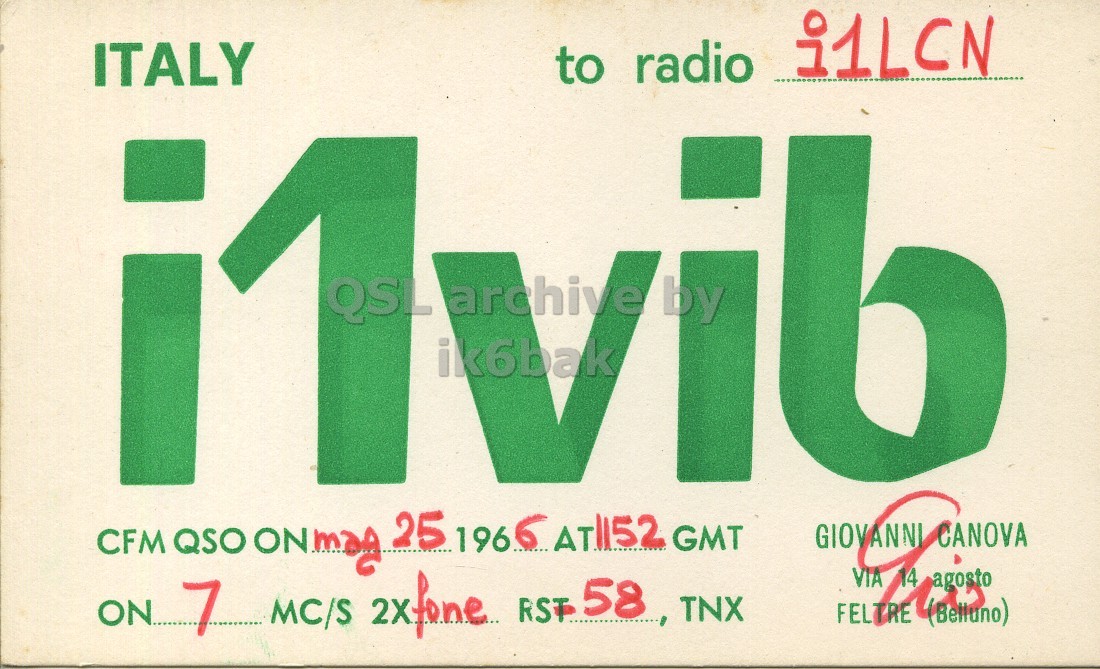 ITALY to radio i1LCN
i1vib
QSL archive by
ik6bak
CFM QSO ON mag 25 1966 AT 1152 GMT
ON 7 MC/S 2X fone RST 58, TNX
GIOVANNI CANOVA
VIA 14 agosto
FELTRE (Belluno)